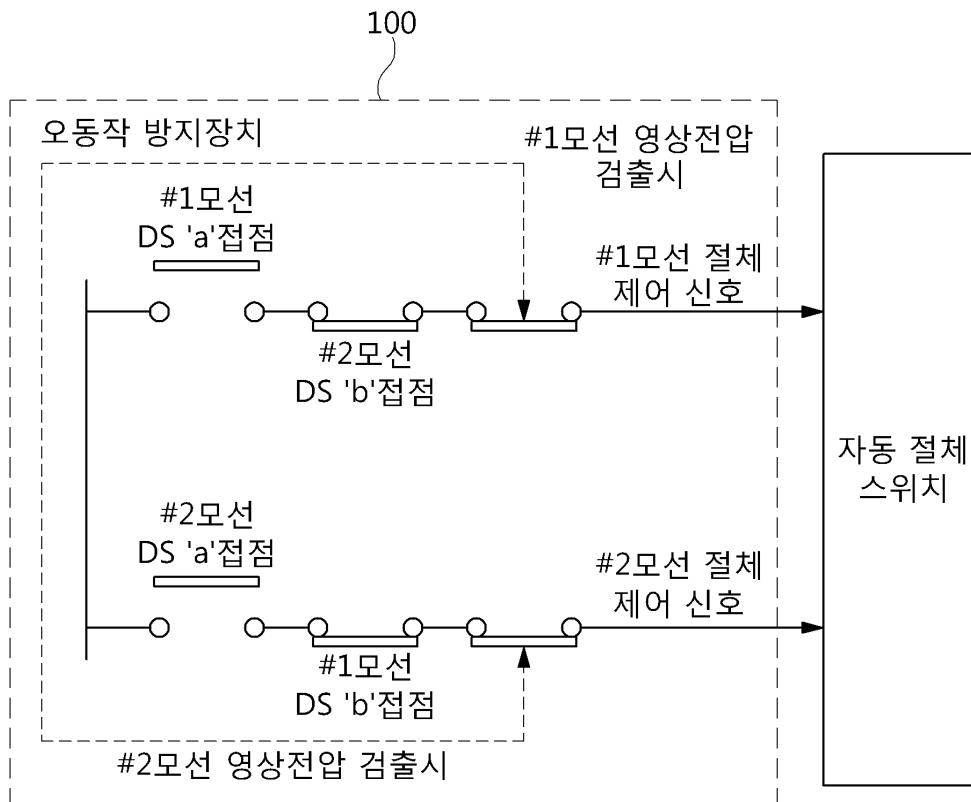 100
오동작 방지장치
#1모선 영상전압
검출시
#1모선
DS 'a'접점
#1모선 절체
제어 신호
#2모선
DS 'b'접점
자동 절체
스위치
#2모선
DS 'a'접점
#2모선 절체
제어 신호
#1모선
DS 'b'접점
#2모선 영상전압 검출시